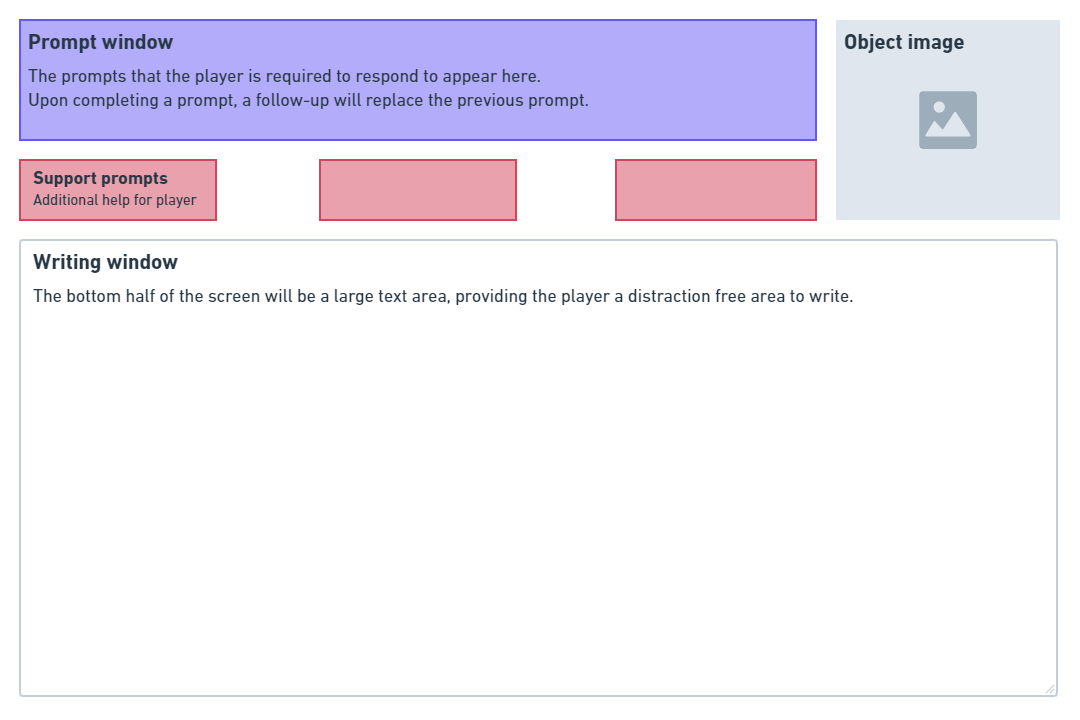 Prompt window
The prompts that the player is required to respond to appear here.
Upon completing a prompt, a follow-up will replace the previous prompt.
Object image
Support prompts
Additional help for player
Writing window
The bottom half of the screen will be a large text area, providing the player a distraction free area to write.